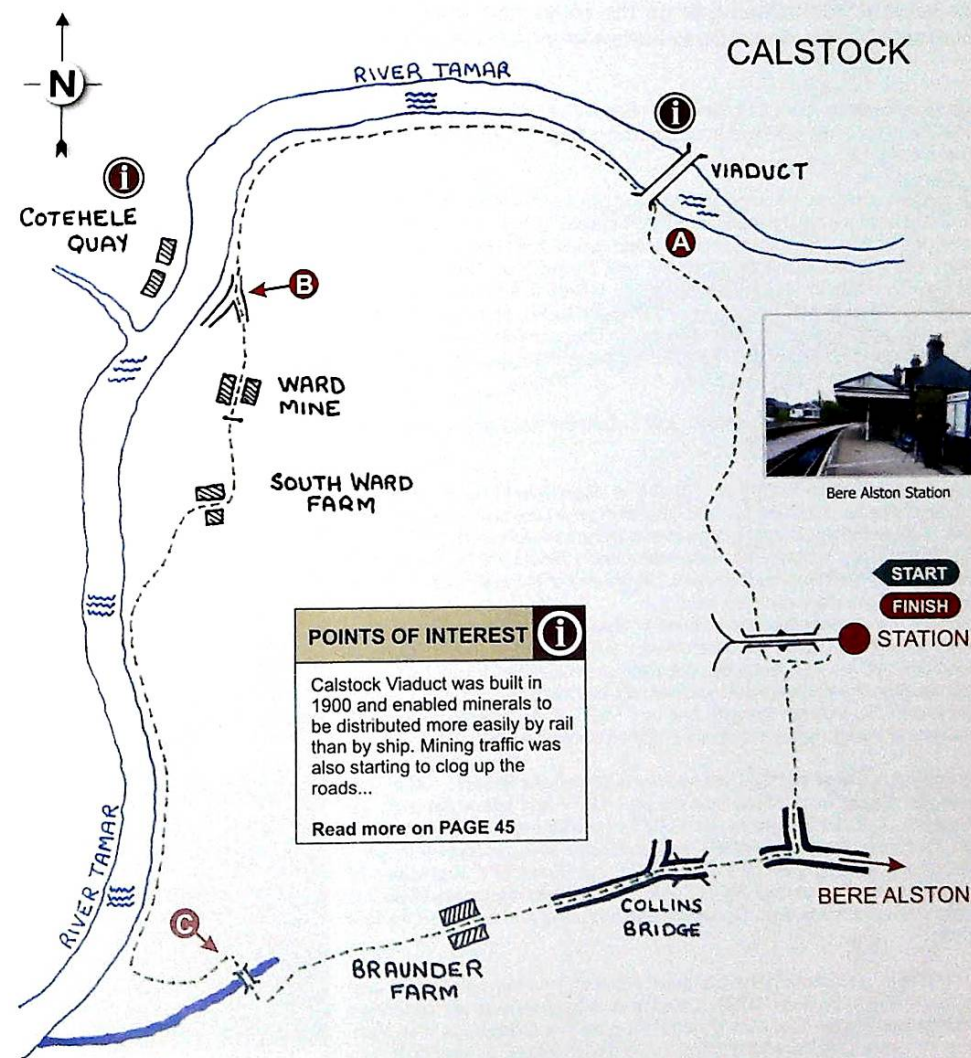 CALSTOCK
RIVER TAMAR
N
i
i
VIADUCT
COTEHELE
QUAY
A
B
WARD
MINE
SOUTH WARD
FARM
Bere Alston Station
START
FINISH
STATION
POINTS OF INTEREST i
Calstock Viaduct was built in
1900 and enabled minerals to
be distributed more easily by rail
than by ship. Mining traffic was
also starting to clog up the
roads...
Read more on PAGE 45
RIVER TAMAR
BERE ALSTON
COLLINS
BRIDGE
C
BRAUNDER
FARM